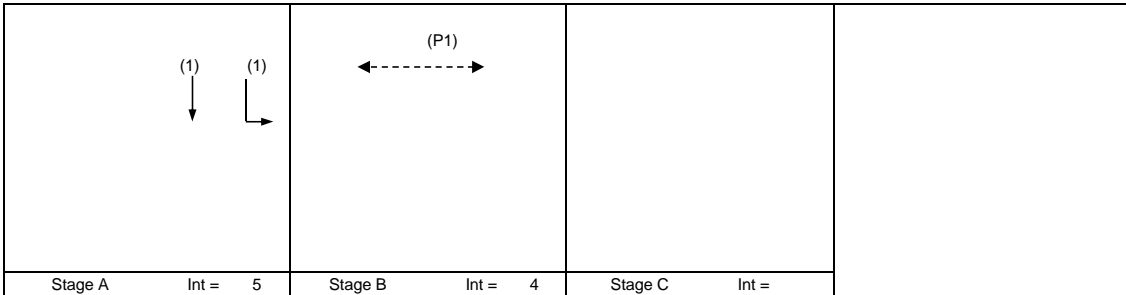 (P1)
(1) (1)
Stage A Int = 5 Stage B Int = 4 Stage C Int =